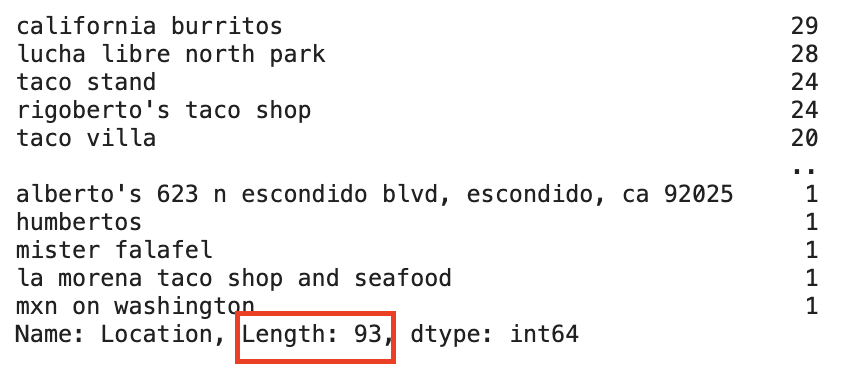 california burritos 29
lucha libre north park 28
taco stand 24
rigoberto's taco shop 24
taco villa 20
..
alberto's 623 n escondido blvd, escondido, ca 92025 1
humbertos 1
mister falafel 1
la morena taco shop and seafood 1
mxn on washington 1
Name: Location, Length: 93, dtype: int64